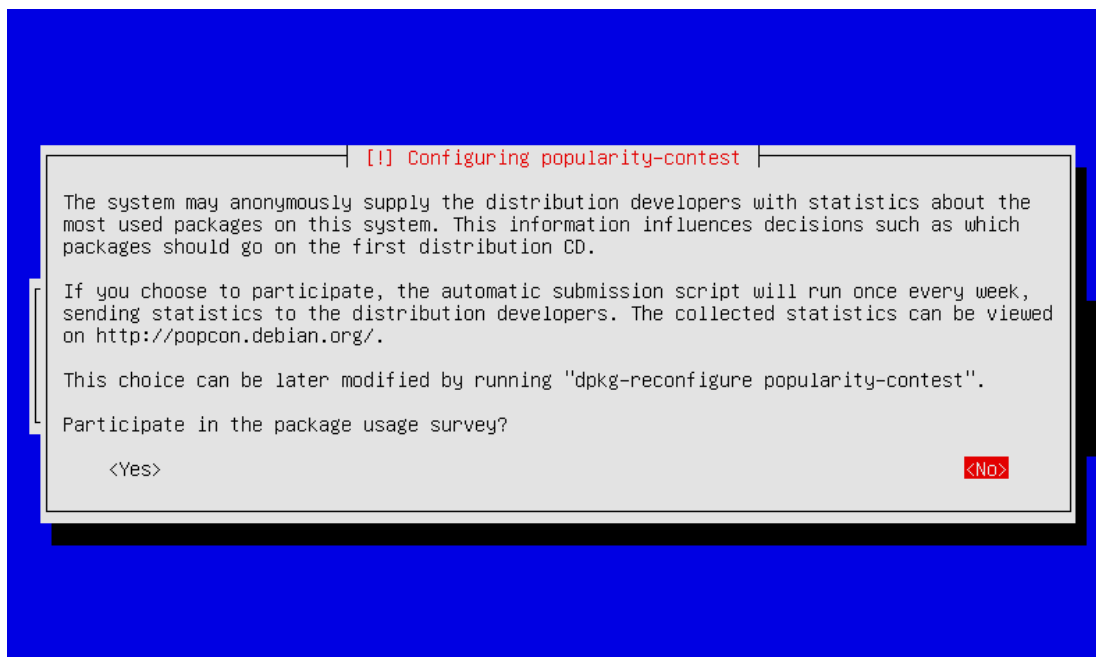 [!] Configuring popularity-contest
The system may anonymously supply the distribution developers with statistics about the
most used packages on this system. This information influences decisions such as which
packages should go on the first distribution CD.
If you choose to participate, the automatic submission script will run once every week,
sending statistics to the distribution developers. The collected statistics can be viewed
on http://popcon.debian.org/.
This choice can be later modified by running "dpkg-reconfigure popularity-contest".
Participate in the package usage survey?
<Yes> <No>